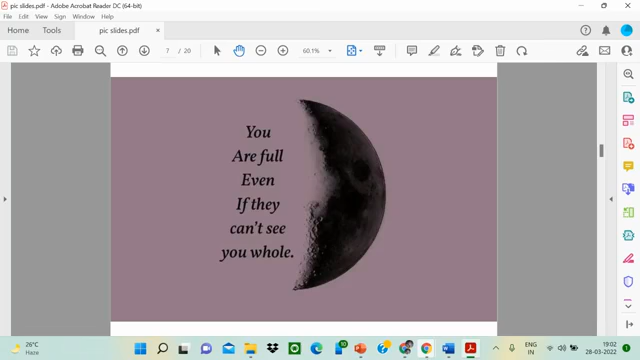 pic slides.pdf - Adobe Acrobat Reader DC (64-bit)
File Edit View Sign Window Help
Home Tools pic slides.pdf
7 / 20 60.1%
You
Are full
Even
If they
can't see
you whole.
26°C
Haze
ENG
IN
19:02
28-03-2022